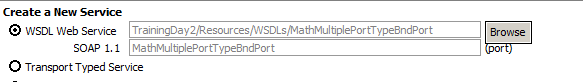 Create a New Service
WSDL Web Service TrainingDay2/Resources/WSDLs/MathMultiplePortTypeBndPort Browse
SOAP 1.1 MathMultiplePortTypeBndPort (port)
Transport Typed Service